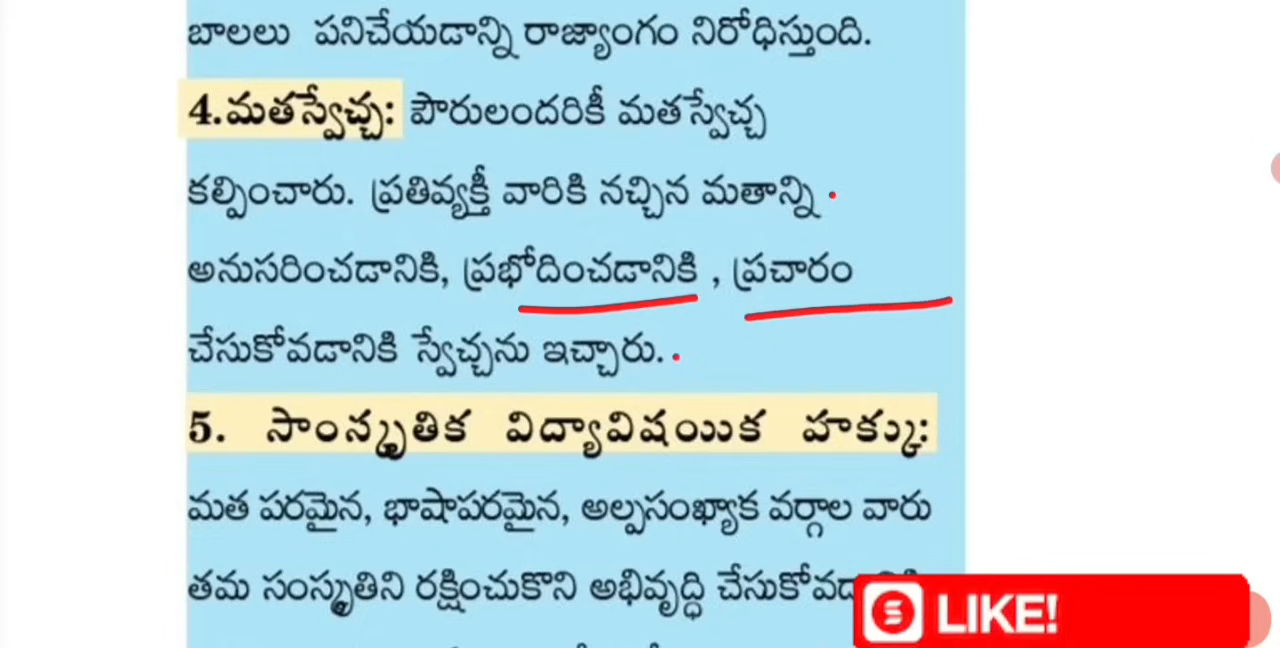 బాలలు పనిచేయడాన్ని రాజ్యాంగం నిరోధిస్తుంది.
4.మతస్వేచ్ఛ: పౌరులందరికీ మతస్వేచ్ఛ
కల్పించారు. ప్రతివ్యక్తీ వారికి నచ్చిన మతాన్ని
అనుసరించడానికి, ప్రభోదించడానికి , ప్రచారం
చేసుకోవడానికి స్వేచ్ఛను ఇచ్చారు.
5. సాంస్కృతిక విద్యావిషయిక హక్కు:
మత పరమైన, భాషాపరమైన, అల్పసంఖ్యాక వర్గాల వారు
తమ సంస్కృతిని రక్షించుకొని అభివృద్ధి
LIKE!